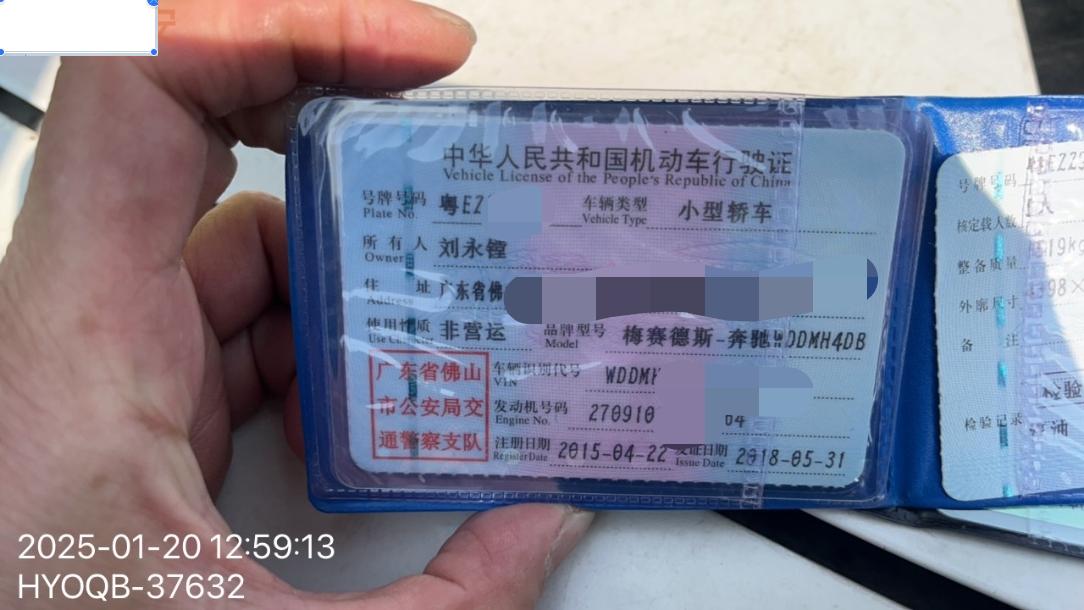 中华人民共和国机动车行驶证
Vehicle License of the People's Republic of China
号牌号码 粤EZ 车辆类型 小型轿车
Plate No. Vehicle Type
所有人 刘永铿
Owner
住址 广东省佛
Address
使用性质 非营运 品牌型号 梅赛德斯-奔驰WDDMH4DB
Use Character Model
广东省佛山
市公安局交
通警察支队
车辆识别代号 WDDMH
VIN
发动机号码 270910 04
Engine No.
注册日期 2015-04-22 发证日期 2018-05-31
Register Date Issue Date
号牌号码
核定载人数
整备质量
外廓尺寸
备注
检验
检验记录 油
2025-01-20 12:59:13
HYOQB-37632